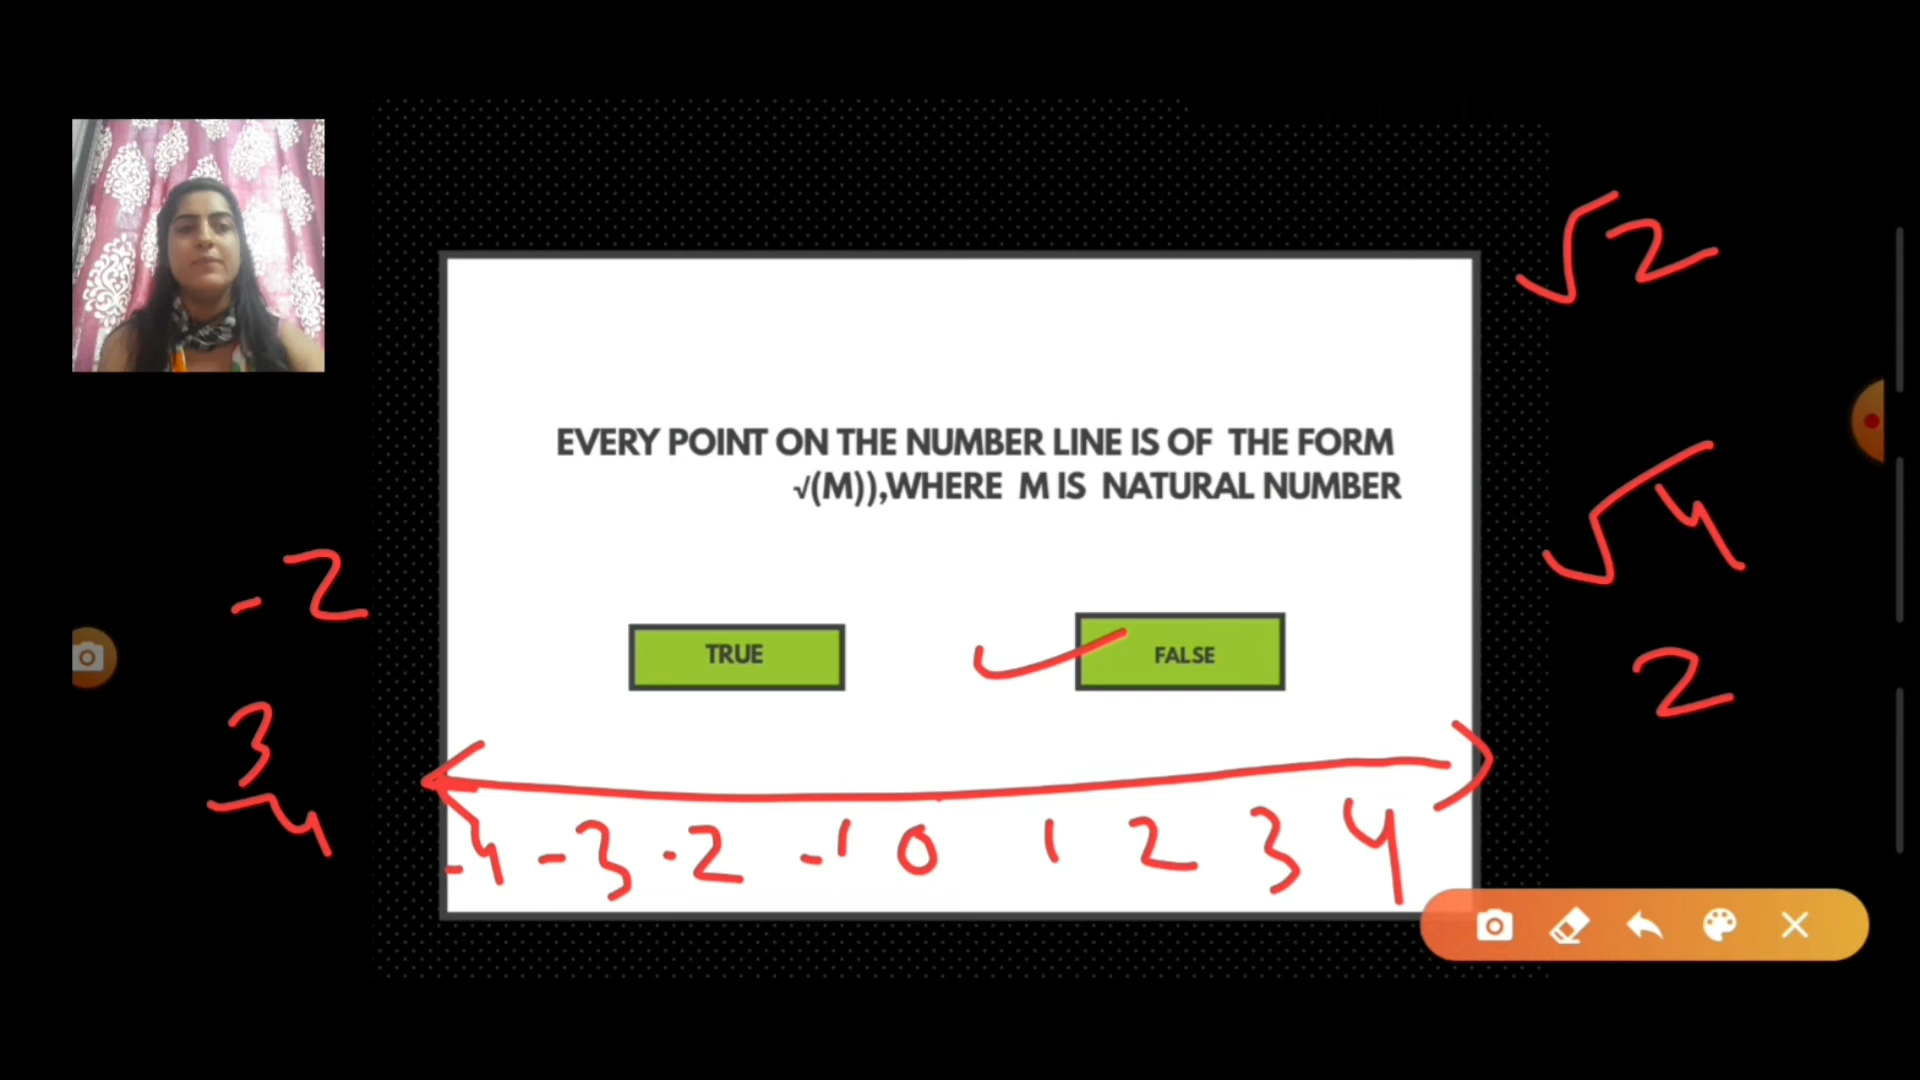 √2
EVERY POINT ON THE NUMBER LINE IS OF THE FORM
√(M)),WHERE M IS NATURAL NUMBER
√4
-2
TRUE
FALSE
2
3
4
-4 -3 -2 -1 0 1 2 3 4